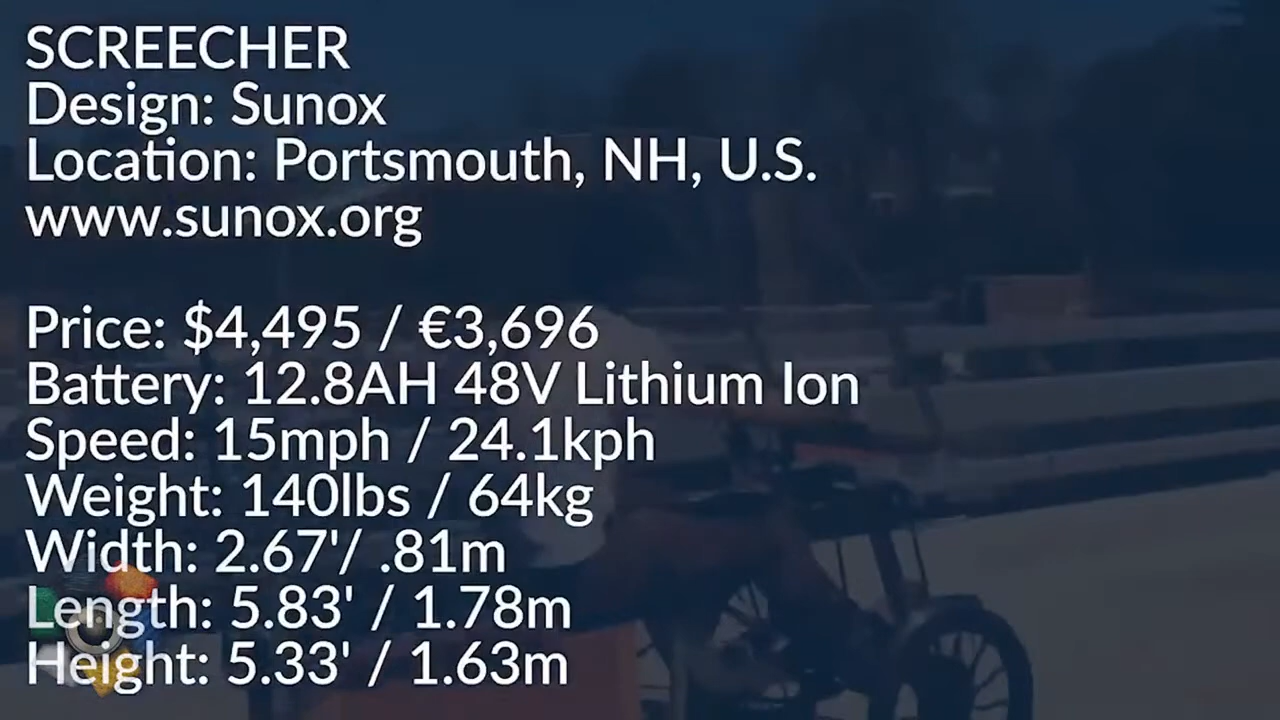 SCREECHER
Design: Sunox
Location: Portsmouth, NH, U.S.
www.sunox.org
Price: $4,495 / €3,696
Battery: 12.8AH 48V Lithium Ion
Speed: 15mph / 24.1kph
Weight: 140lbs / 64kg
Width: 2.67'/ .81m
Length: 5.83' / 1.78m
Height: 5.33' / 1.63m